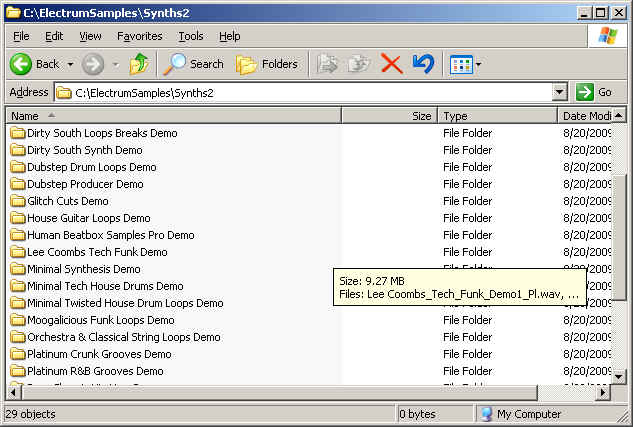 C:\ElectrumSamples\Synths2
File Edit View Favorites Tools Help
Back Search Folders
Address C:\ElectrumSamples\Synths2 Go
Name Size Type Date Modi
Dirty South Loops Breaks Demo File Folder 8/20/2009
Dirty South Synth Demo File Folder 8/20/2009
Dubstep Drum Loops Demo File Folder 8/20/2009
Dubstep Producer Demo File Folder 8/20/2009
Glitch Cuts Demo File Folder 8/20/2009
House Guitar Loops Demo File Folder 8/20/2009
Human Beatbox Samples Pro Demo File Folder 8/20/2009
Lee Coombs Tech Funk Demo File Folder 8/20/2009
Minimal Synthesis Demo
Size: 9.27 MB
Minimal Tech House Drums Demo
Files: Lee Coombs_Tech_Funk_Demo1_Pl.wav, ...
Minimal Twisted House Drum Loops Demo File Folder 8/20/2009
Moogalicious Funk Loops Demo File Folder 8/20/2009
Orchestra & Classical String Loops Demo File Folder 8/20/2009
Platinum Crunk Grooves Demo File Folder 8/20/2009
Platinum R&B Grooves Demo File Folder 8/20/2009
29 objects 0 bytes My Computer